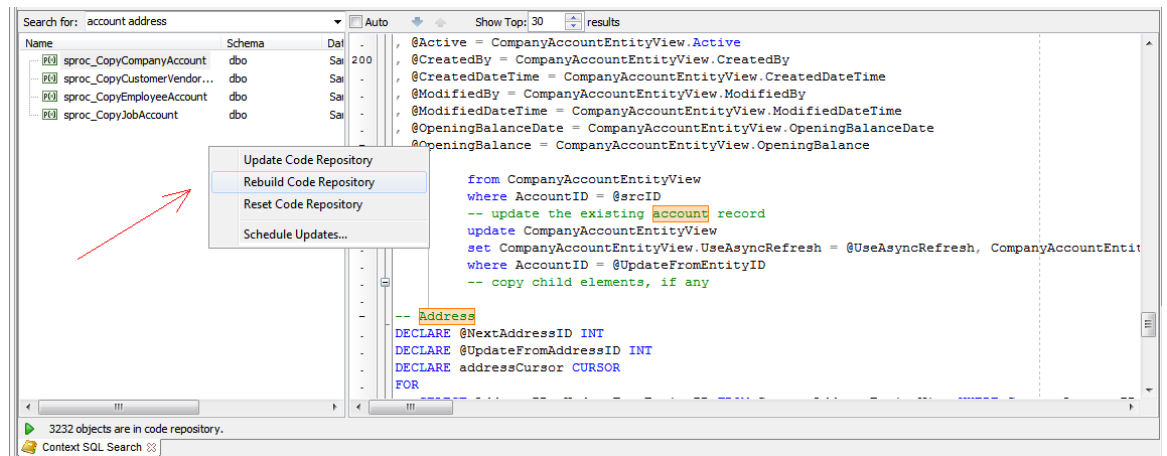 Search for: account address Auto Show Top: 30 results
Name Schema Dat
sproc_CopyCompanyAccount dbo Sar
sproc_CopyCustomerVendor... dbo Sar
sproc_CopyEmployeeAccount dbo Sar
sproc_CopyJobAccount dbo Sar
Update Code Repository
Rebuild Code Repository
Reset Code Repository
Schedule Updates...
, @Active = CompanyAccountEntityView.Active
200 , @CreatedBy = CompanyAccountEntityView.CreatedBy
, @CreatedDateTime = CompanyAccountEntityView.CreatedDateTime
, @ModifiedBy = CompanyAccountEntityView.ModifiedBy
, @ModifiedDateTime = CompanyAccountEntityView.ModifiedDateTime
, @OpeningBalanceDate = CompanyAccountEntityView.OpeningBalanceDate
@OpeningBalance = CompanyAccountEntityView.OpeningBalance
from CompanyAccountEntityView
where AccountID = @srcID
-- update the existing account record
update CompanyAccountEntityView
set CompanyAccountEntityView.UseAsyncRefresh = @UseAsyncRefresh, CompanyAccountEntit
where AccountID = @UpdateFromEntityID
-- copy child elements, if any
-- Address
DECLARE @NextAddressID INT
DECLARE @UpdateFromAddressID INT
DECLARE addressCursor CURSOR
FOR
3232 objects are in code repository.
Context SQL Search